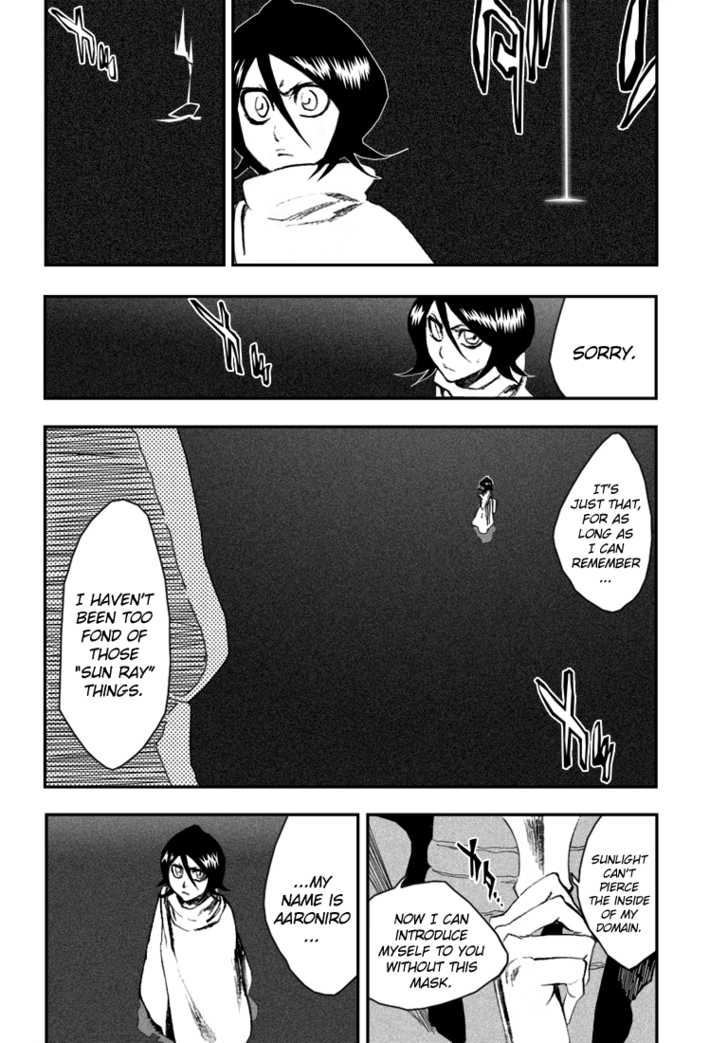 SORRY.
IT'S
JUST THAT,
FOR AS
LONG AS
I CAN
REMEMBER
...
I HAVEN'T
BEEN TOO
FOND OF
THOSE
"SUN RAY"
THINGS.
SUNLIGHT
CAN'T
PIERCE
THE INSIDE
OF MY
DOMAIN.
NOW I CAN
INTRODUCE
MYSELF TO YOU
WITHOUT THIS
MASK.
...MY
NAME IS
AARONIRO
...